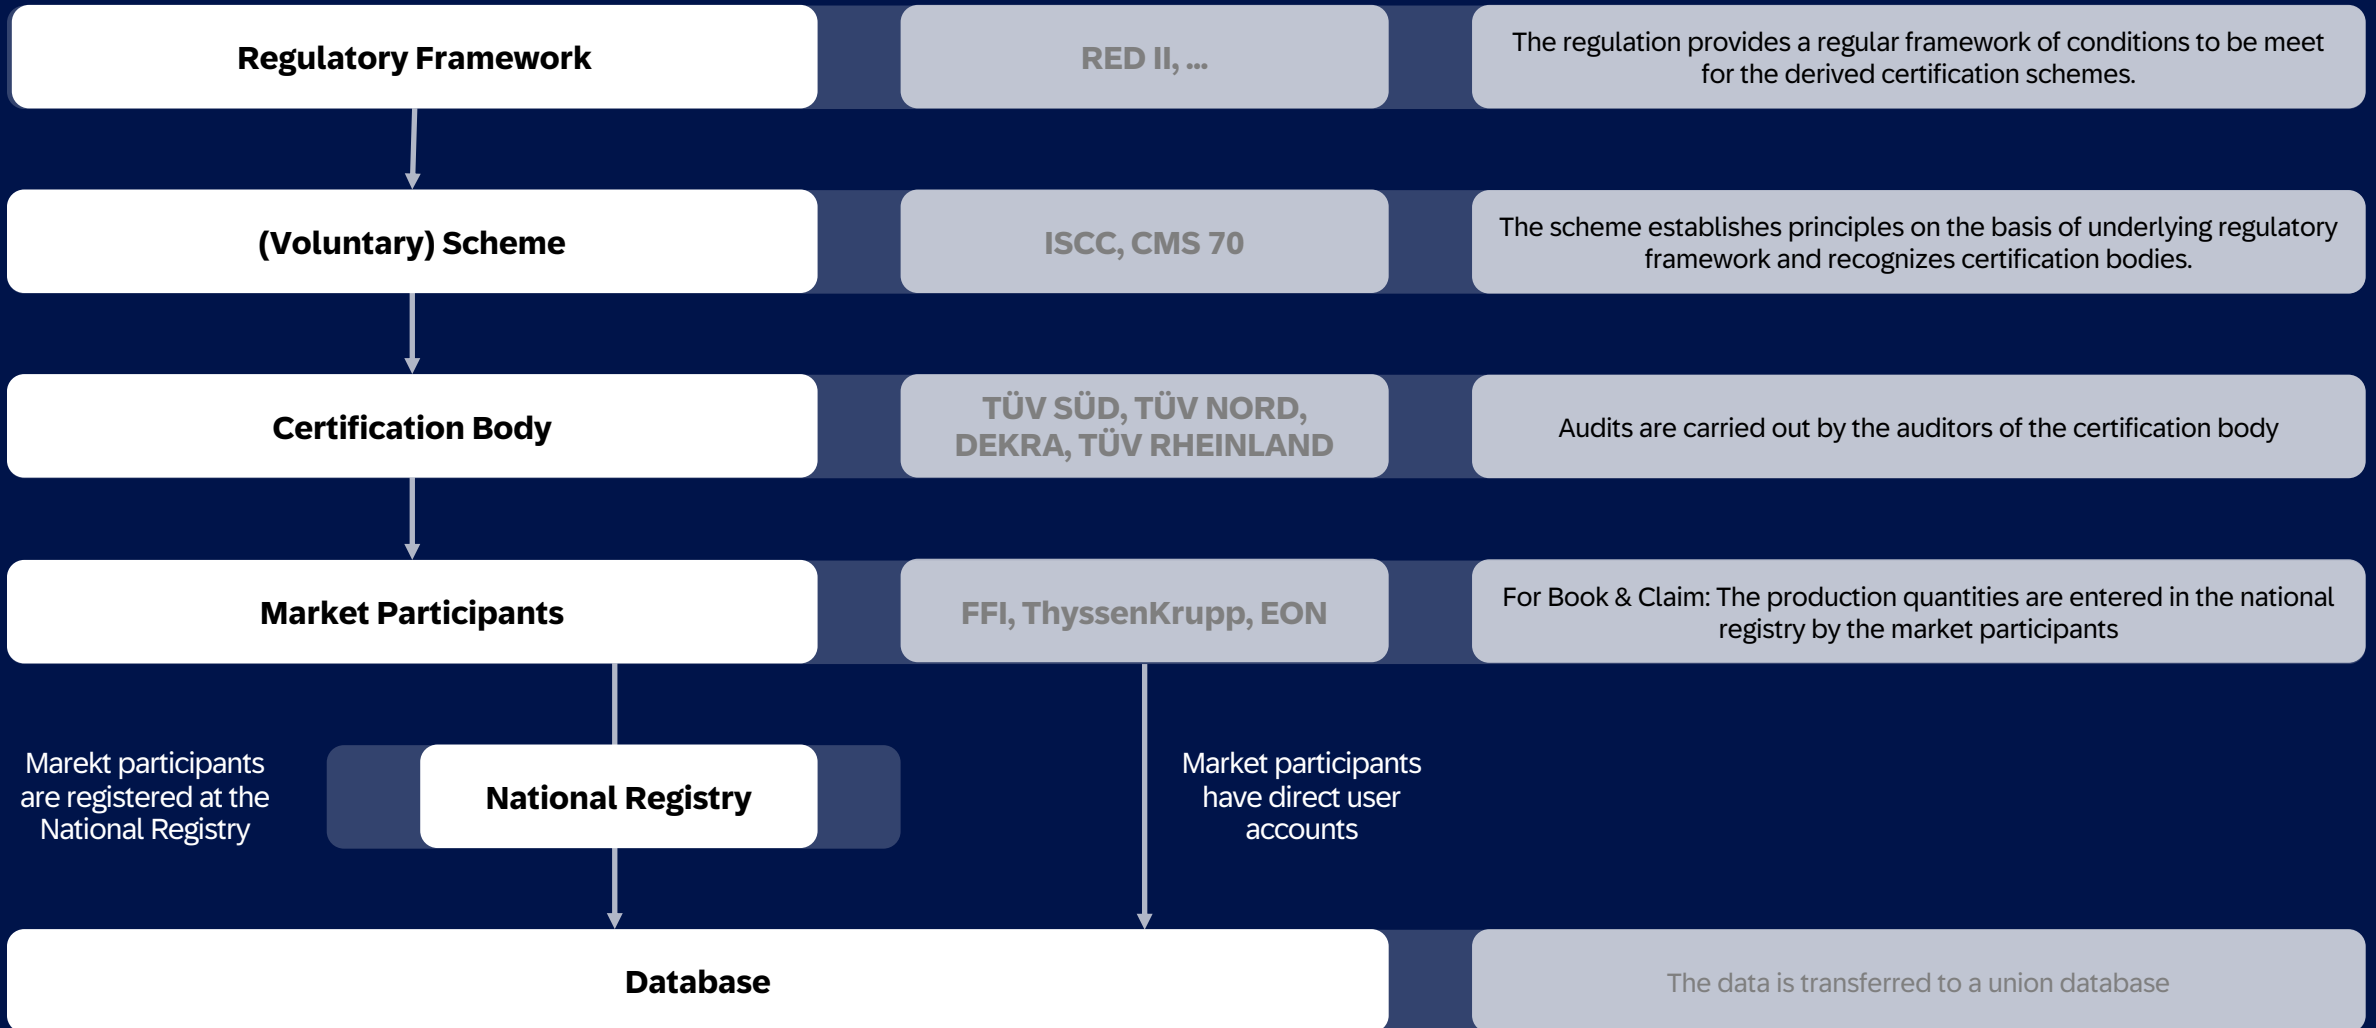 Regulatory Framework
RED II, ...
The regulation provides a regular framework of conditions to be meet
for the derived certification schemes.
(Voluntary) Scheme
ISCC, CMS 70
The scheme establishes principles on the basis of underlying regulatory
framework and recognizes certification bodies.
Certification Body
TÜV SÜD, TÜV NORD,
DEKRA, TÜV RHEINLAND
Audits are carried out by the auditors of the certification body
Market Participants
FFI, ThyssenKrupp, EON
For Book & Claim: The production quantities are entered in the national
registry by the market participants
Marekt participants
are registered at the
National Registry
National Registry
Market participants
have direct user
accounts
Database
The data is transferred to a union database